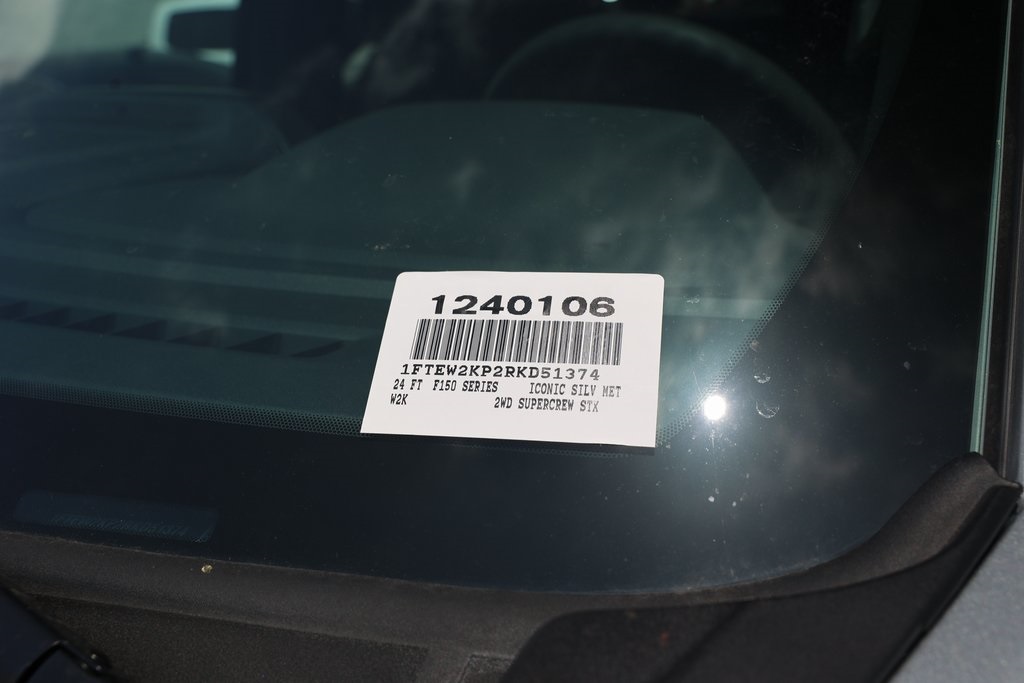 1240106
1FTEW2KP2RKD51374
24 FT F150 SERIES ICONIC SILV MET
W2K 2WD SUPERCREW STX